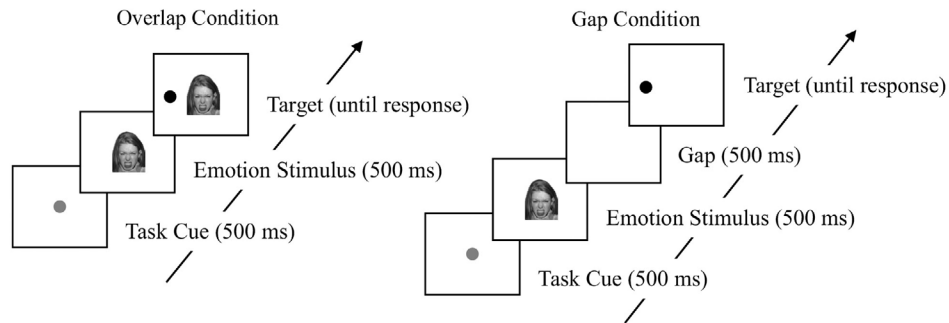 Overlap Condition
Target (until response)
Emotion Stimulus (500 ms)
Task Cue (500 ms)
Gap Condition
Target (until response)
Gap (500 ms)
Emotion Stimulus (500 ms)
Task Cue (500 ms)